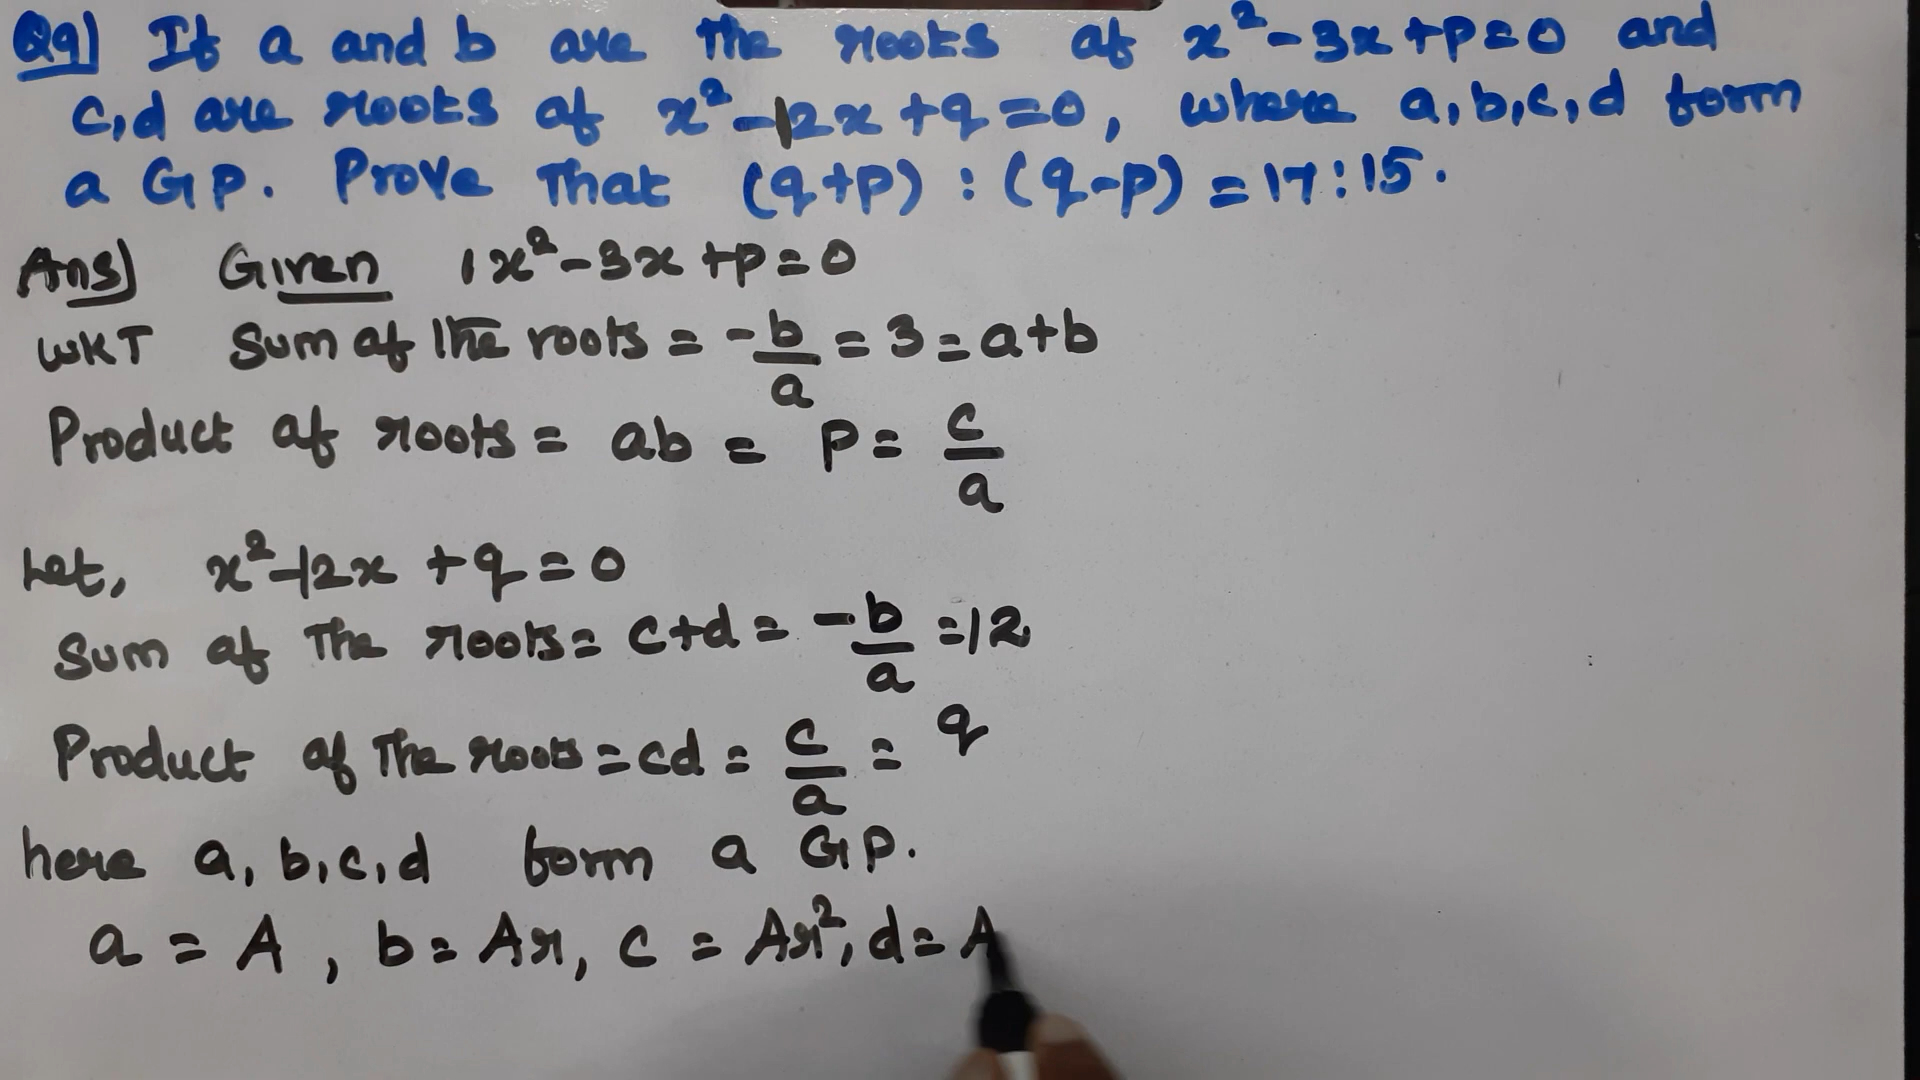 Q9) If a and b are the roots of x²-3x+p=0 and
c,d are roots of x²-12x+q=0, where a,b,c,d form
a GP. Prove that (q+p):(q-p)=17:15.
Ans) Given 1x²-3x+p=0
WKT Sum of the roots = -b/a = 3 = a+b
Product of roots = ab = p = c/a
Let, x²-12x+q=0
Sum of the roots = c+d = -b/a = 12
Product of the roots = cd = c/a = q
here a,b,c,d form a GP.
a = A, b = Ar, c = Ar², d = A